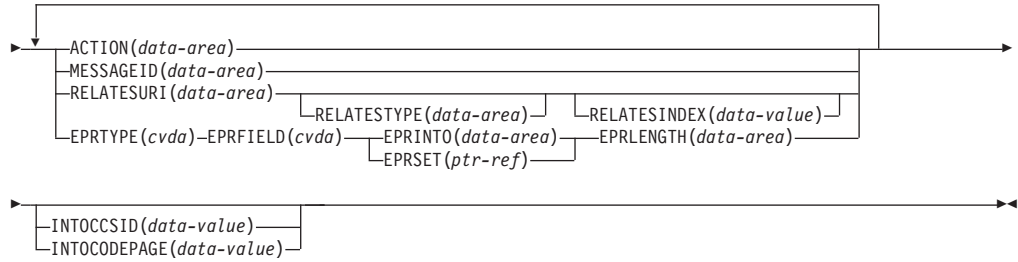 ACTION(data-area)
MESSAGEID(data-area)
RELATESURI(data-area)
RELATESTYPE(data-area) RELATESINDEX(data-value)
EPRTYPE(cvda) EPRFIELD(cvda) EPRINTO(data-area) EPRLENGTH(data-area)
EPRSET(ptr-ref)
INTOCCSID(data-value)
INTOCODEPAGE(data-value)